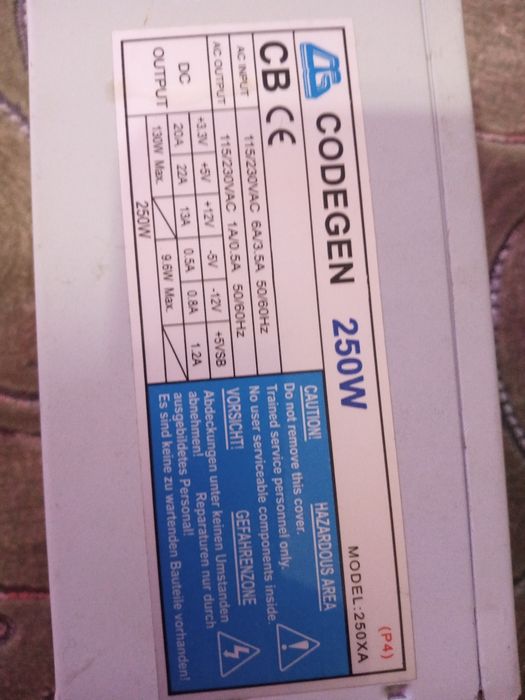 CODEGEN 250W (P4)
MODEL:250XA
CB CE
AC INPUT 115/230VAC 6A/3.5A 50/60Hz
AC OUTPUT 115/230VAC 1A/0.5A 50/60Hz
DC OUTPUT
+3.3V +5V +12V -5V -12V +5VSB
20A 22A 13A 0.5A 0.8A 1.2A
130W Max. 9.6W Max.
250W
CAUTION! HAZARDOUS AREA
Do not remove this cover.
Trained service personnel only.
No user serviceable components inside.
VORSICHT! GEFAHRENZONE
Abdeckungen unter keinen Umstanden
abnehmen! Reparaturen nur durch
ausgebildetes Personal!
Es sind keine zu wartenden Bauteile vorhanden!